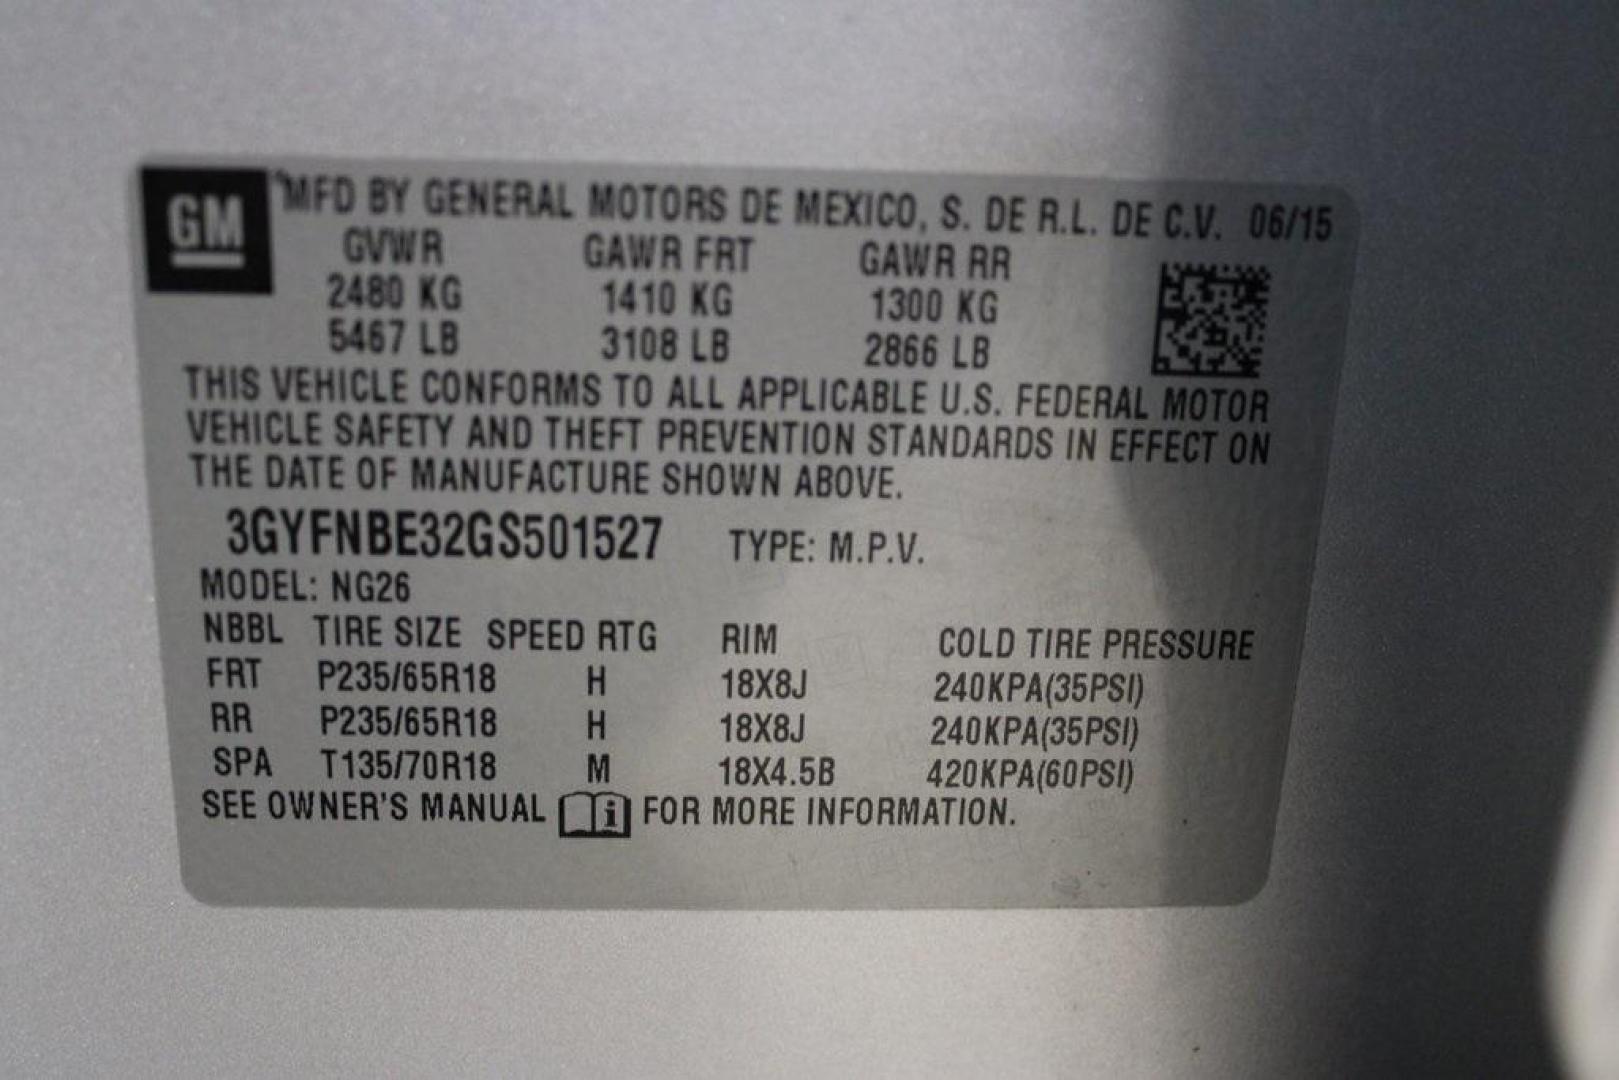 GM MFD BY GENERAL MOTORS DE MEXICO, S. DE R.L. DE C.V. 06/15
GVWR GAWR FRT GAWR RR
2480 KG 1410 KG 1300 KG
5467 LB 3108 LB 2866 LB
THIS VEHICLE CONFORMS TO ALL APPLICABLE U.S. FEDERAL MOTOR
VEHICLE SAFETY AND THEFT PREVENTION STANDARDS IN EFFECT ON
THE DATE OF MANUFACTURE SHOWN ABOVE.
3GYFNBE32GS501527 TYPE: M.P.V.
MODEL: NG26
NBBL TIRE SIZE SPEED RTG RIM COLD TIRE PRESSURE
FRT P235/65R18 H 18X8J 240KPA(35PSI)
RR P235/65R18 H 18X8J 240KPA(35PSI)
SPA T135/70R18 M 18X4.5B 420KPA(60PSI)
SEE OWNER'S MANUAL i FOR MORE INFORMATION.